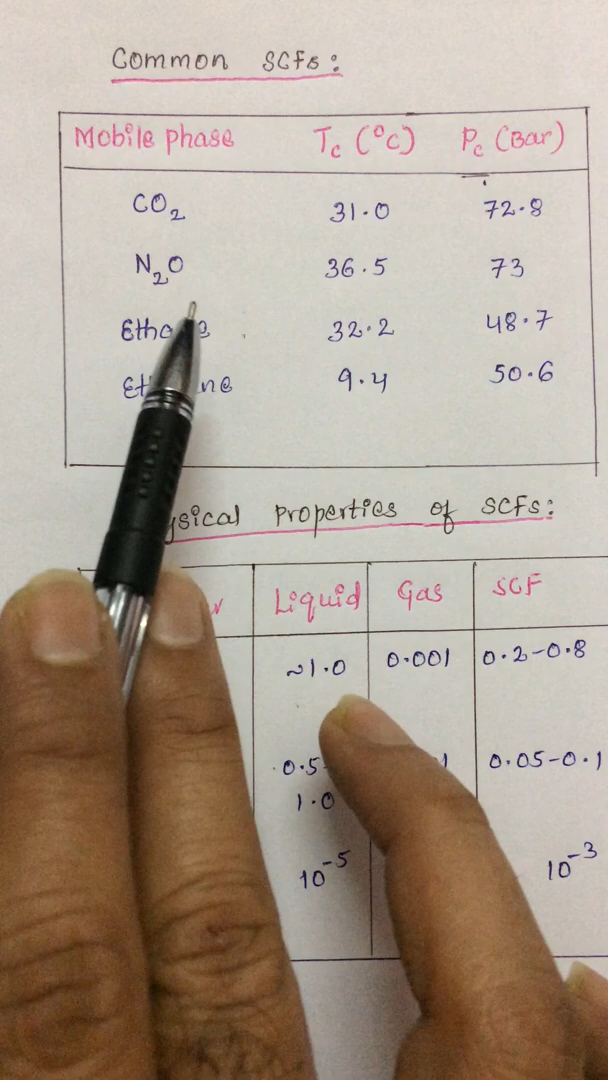 Common SCFs:
Mobile phase Tc (°C) Pc (Bar)
CO2 31.0 72.8
N2O 36.5 73
32.2 48.7
9.4 50.6
Properties of SCFs:
Liquid Gas SCF
~1.0 0.001 0.2-0.8
0.05-0.1
1.0
10⁻⁵ 10⁻³